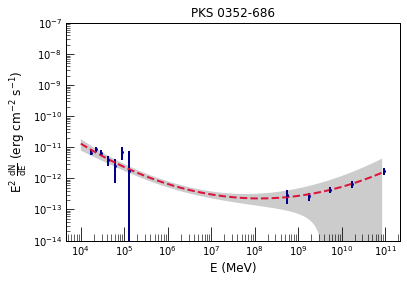 PKS 0352-686
E² dN/dE (erg cm⁻² s⁻¹)
10⁻⁷
10⁻⁸
10⁻⁹
10⁻¹⁰
10⁻¹¹
10⁻¹²
10⁻¹³
10⁻¹⁴
10⁴ 10⁵ 10⁶ 10⁷ 10⁸ 10⁹ 10¹⁰ 10¹¹
E (MeV)